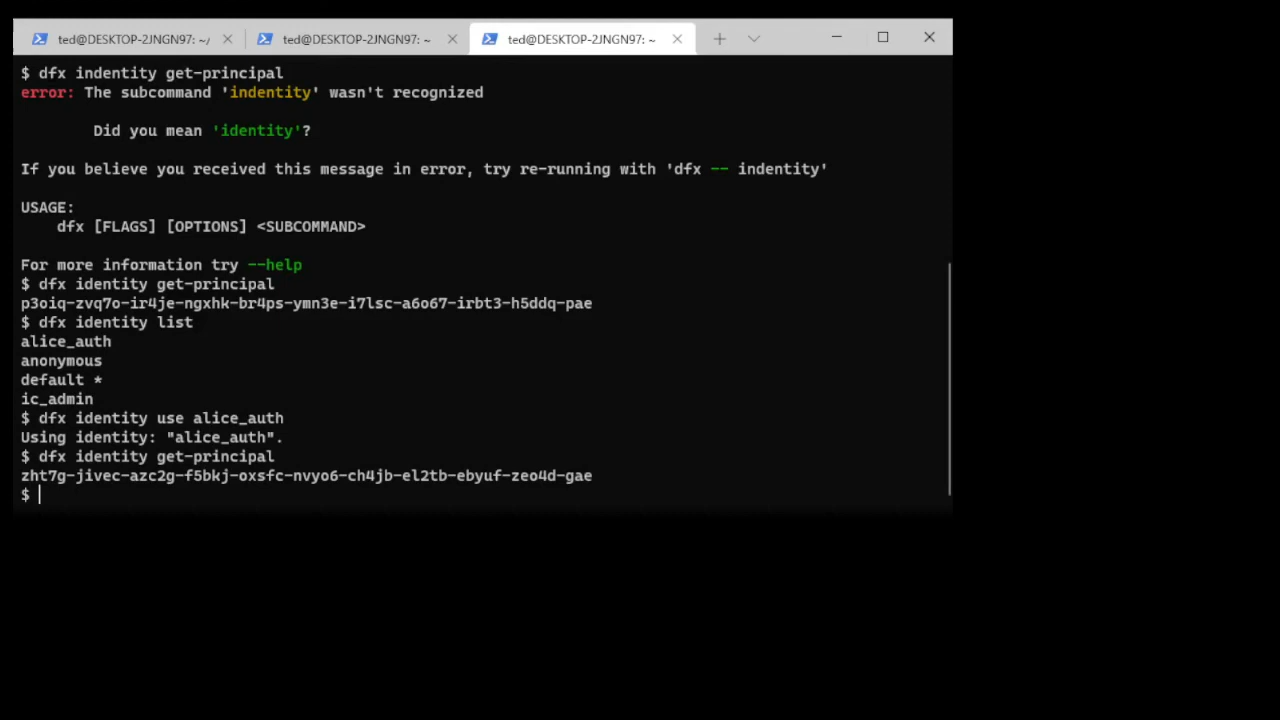 ted@DESKTOP-2JNGN97: ~/ ted@DESKTOP-2JNGN97: ~ ted@DESKTOP-2JNGN97: ~
$ dfx indentity get-principal
error: The subcommand 'indentity' wasn't recognized
Did you mean 'identity'?
If you believe you received this message in error, try re-running with 'dfx -- indentity'
USAGE:
dfx [FLAGS] [OPTIONS] <SUBCOMMAND>
For more information try --help
$ dfx identity get-principal
p3oiq-zvq7o-ir4je-ngxhk-br4ps-ymn3e-i7lsc-a6o67-irbt3-h5ddq-pae
$ dfx identity list
alice_auth
anonymous
default *
ic_admin
$ dfx identity use alice_auth
Using identity: "alice_auth".
$ dfx identity get-principal
zht7g-jivec-azc2g-f5bkj-oxsfc-nvyo6-ch4jb-el2tb-ebyuf-zeo4d-gae
$